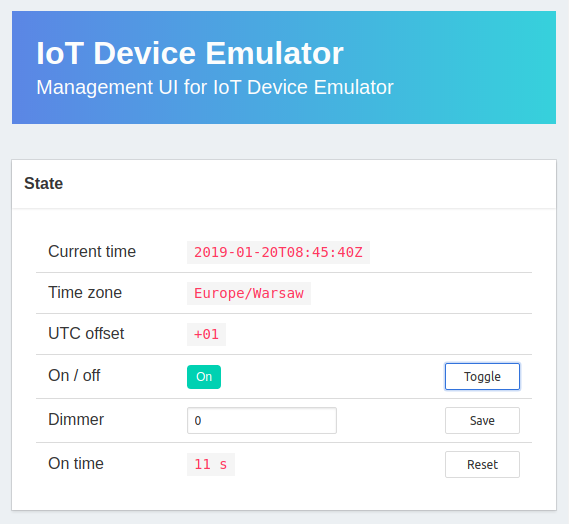 IoT Device Emulator
Management UI for IoT Device Emulator
State
Current time 2019-01-20T08:45:40Z
Time zone Europe/Warsaw
UTC offset +01
On / off On Toggle
Dimmer 0 Save
On time 11 s Reset